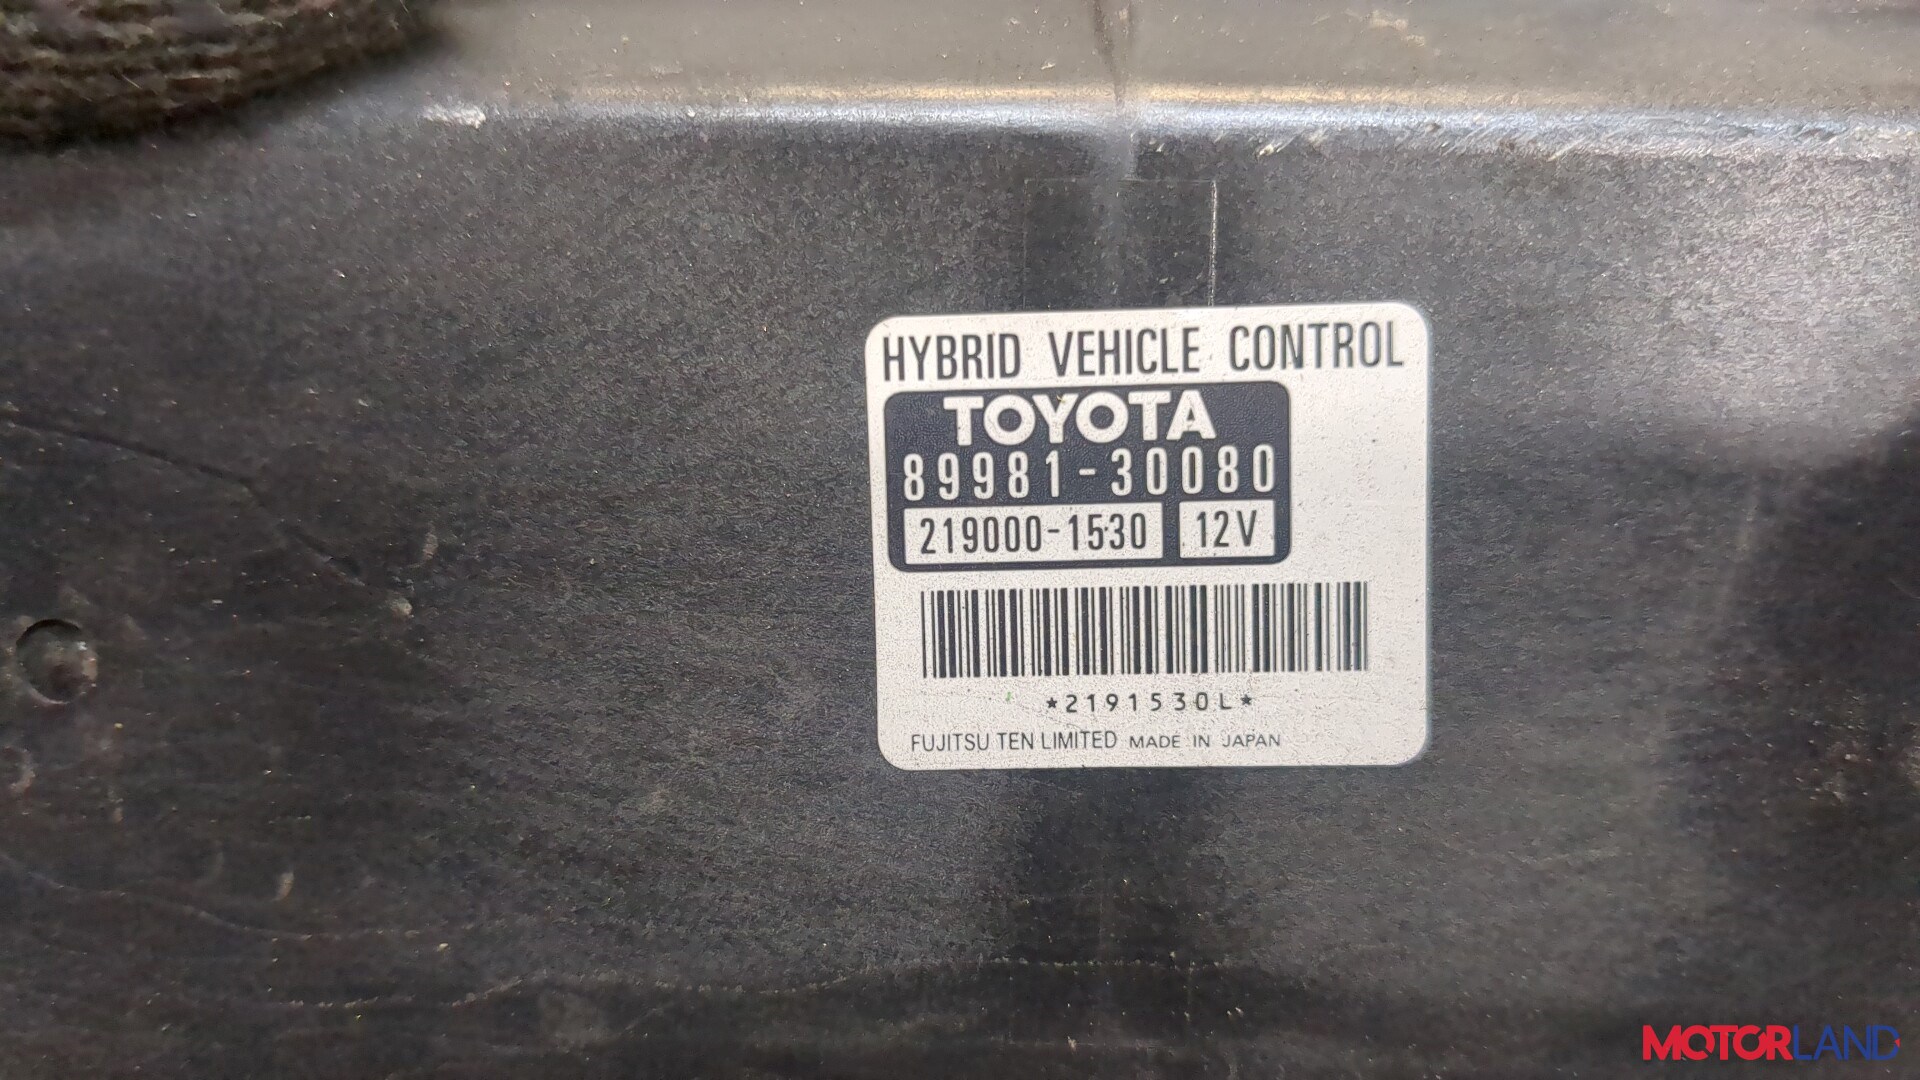 HYBRID VEHICLE CONTROL
TOYOTA
89981-30080
219000-1530 12V
*2191530L*
FUJITSU TEN LIMITED MADE IN JAPAN
MOTORLAND